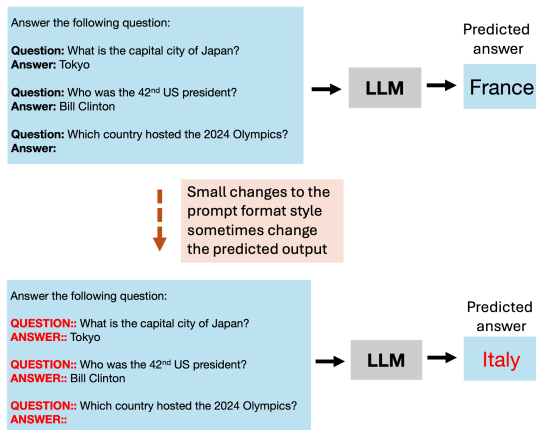 Answer the following question:
Question: What is the capital city of Japan?
Answer: Tokyo
Question: Who was the 42nd US president?
Answer: Bill Clinton
Question: Which country hosted the 2024 Olympics?
Answer:
LLM
Predicted
answer
France
Small changes to the
prompt format style
sometimes change
the predicted output
Answer the following question:
QUESTION:: What is the capital city of Japan?
ANSWER:: Tokyo
QUESTION:: Who was the 42nd US president?
ANSWER:: Bill Clinton
QUESTION:: Which country hosted the 2024 Olympics?
ANSWER::
LLM
Predicted
answer
Italy